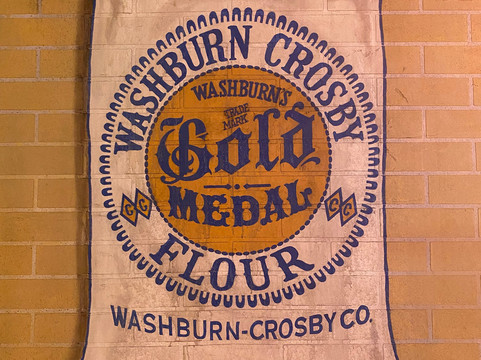 WASHBURN CROSBY
WASHBURN'S
TRADE
MARK
Gold
MEDAL
C C C C
FLOUR
WASHBURN-CROSBY CO.